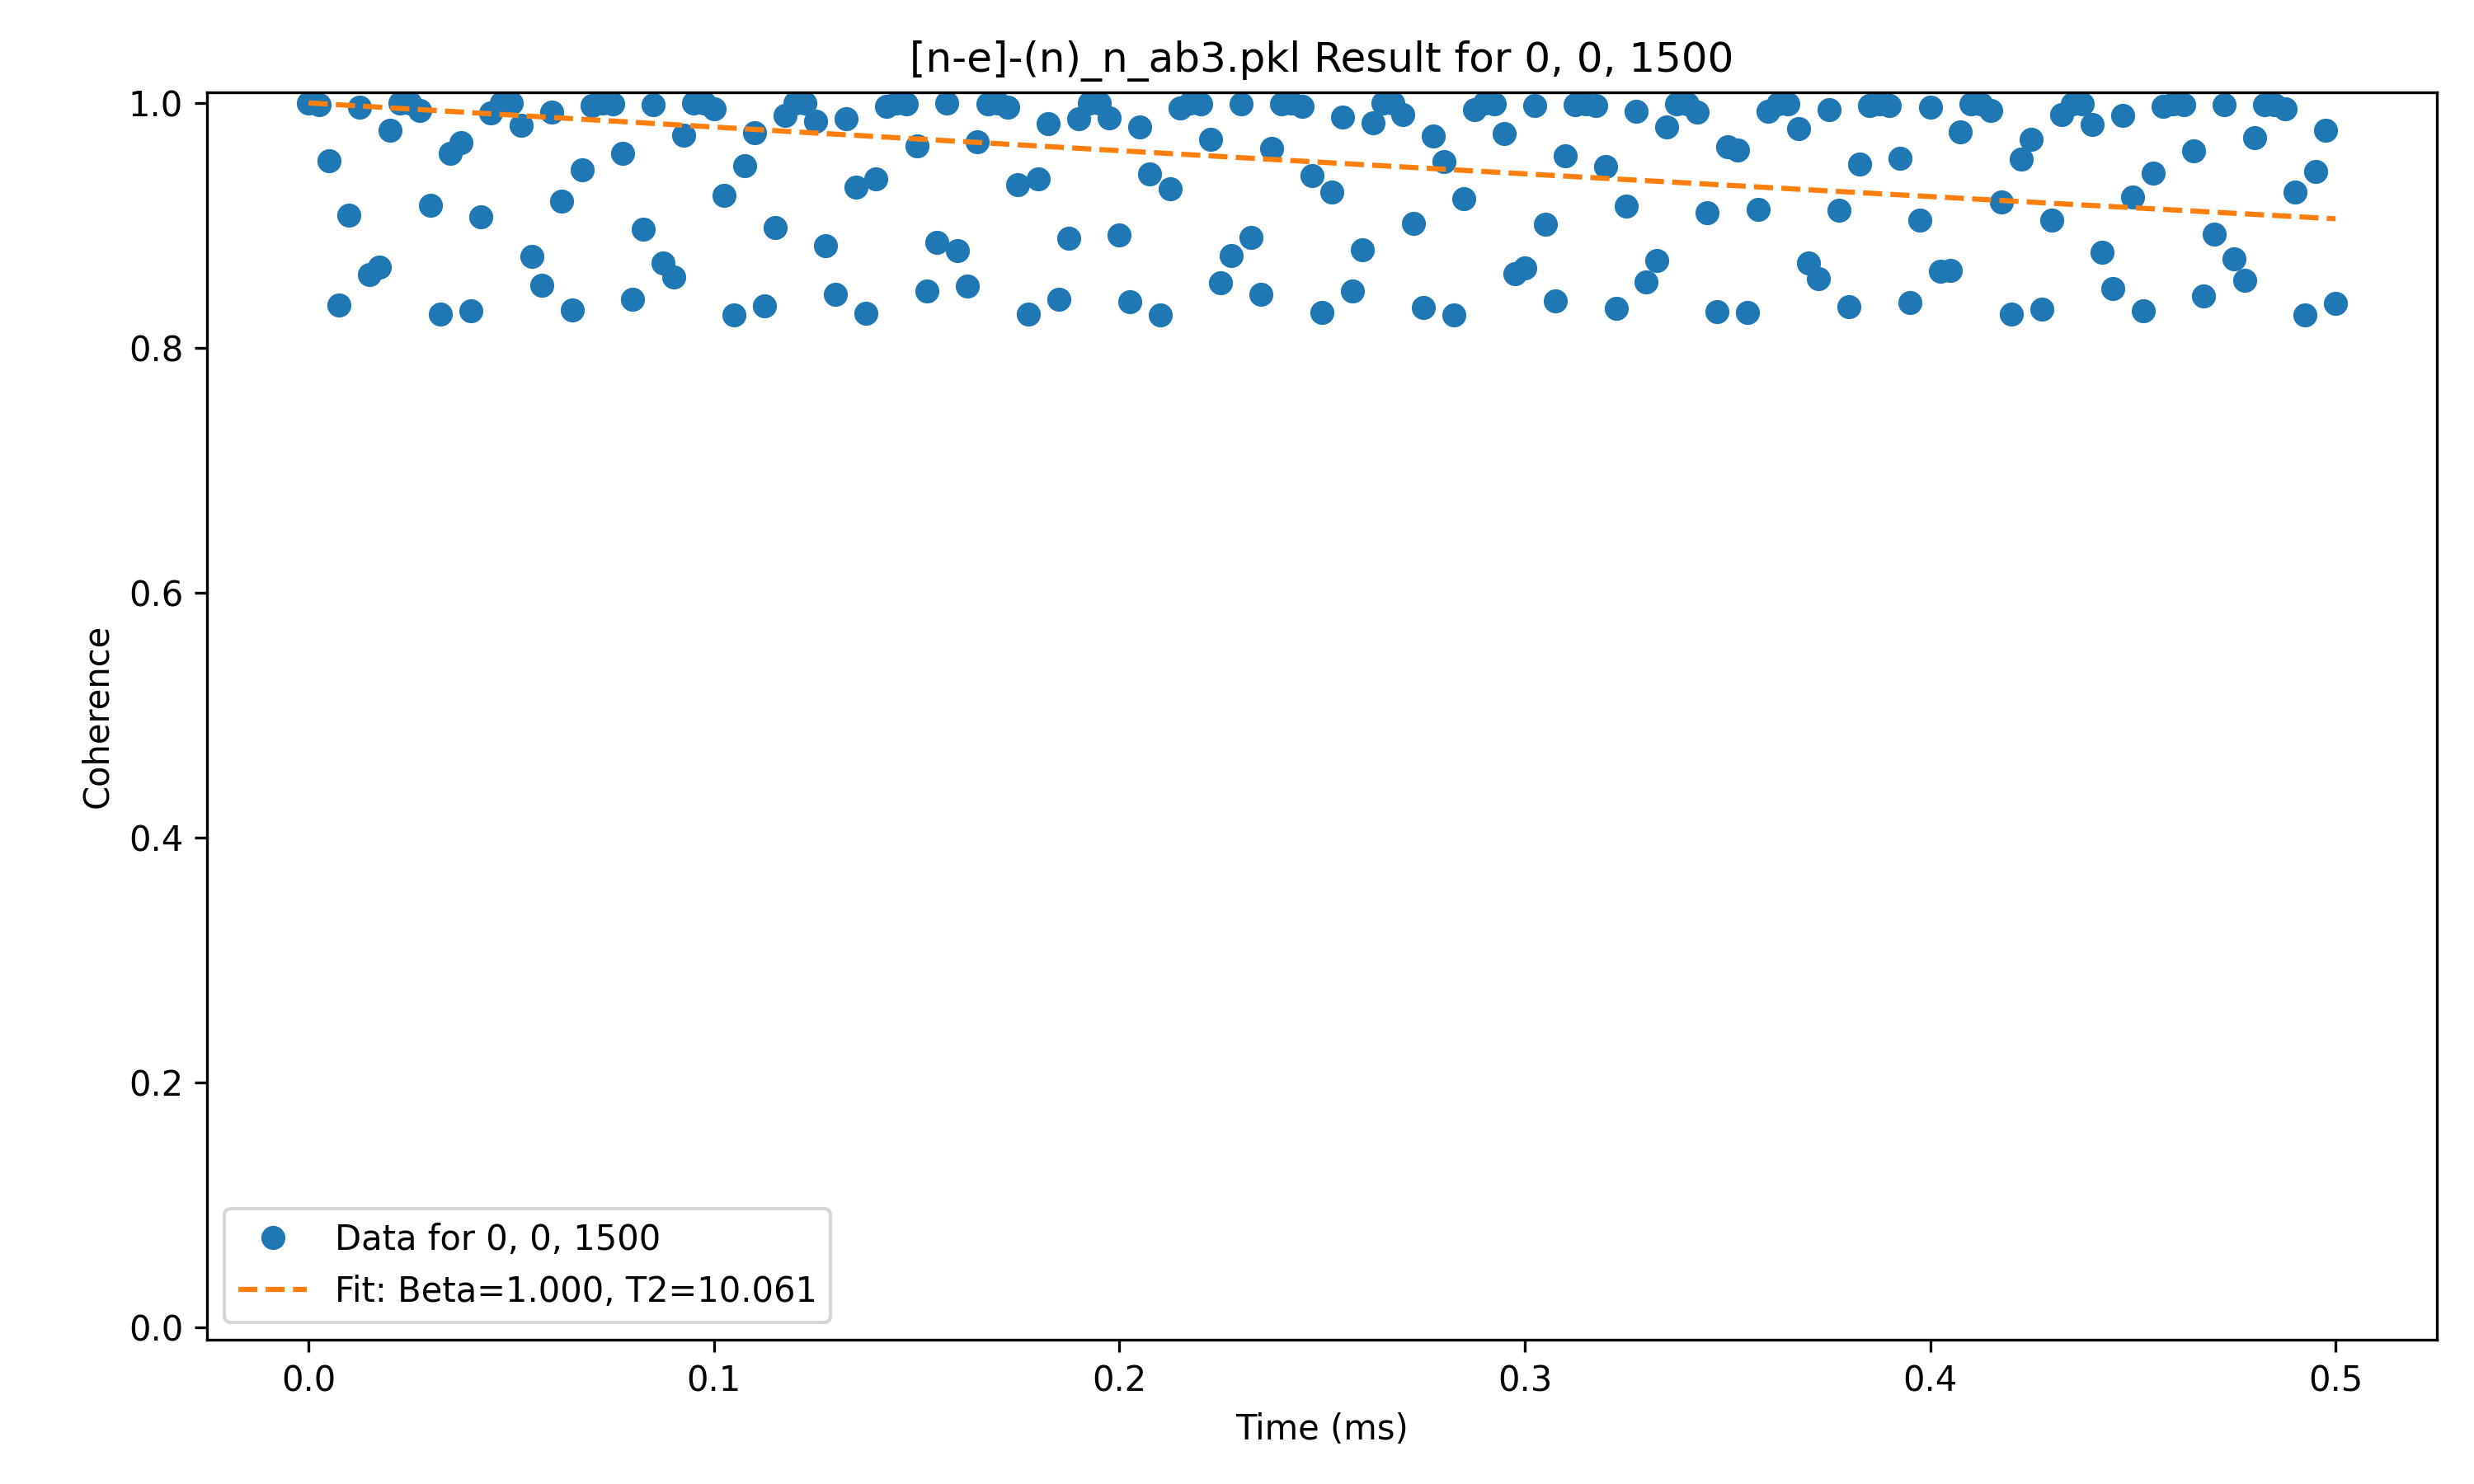 [n-e]-(n)_n_ab3.pkl Result for 0, 0, 1500
1.0
0.8
0.6
0.4
0.2
0.0
Coherence
Data for 0, 0, 1500
Fit: Beta=1.000, T2=10.061
0.0 0.1 0.2 0.3 0.4 0.5
Time (ms)